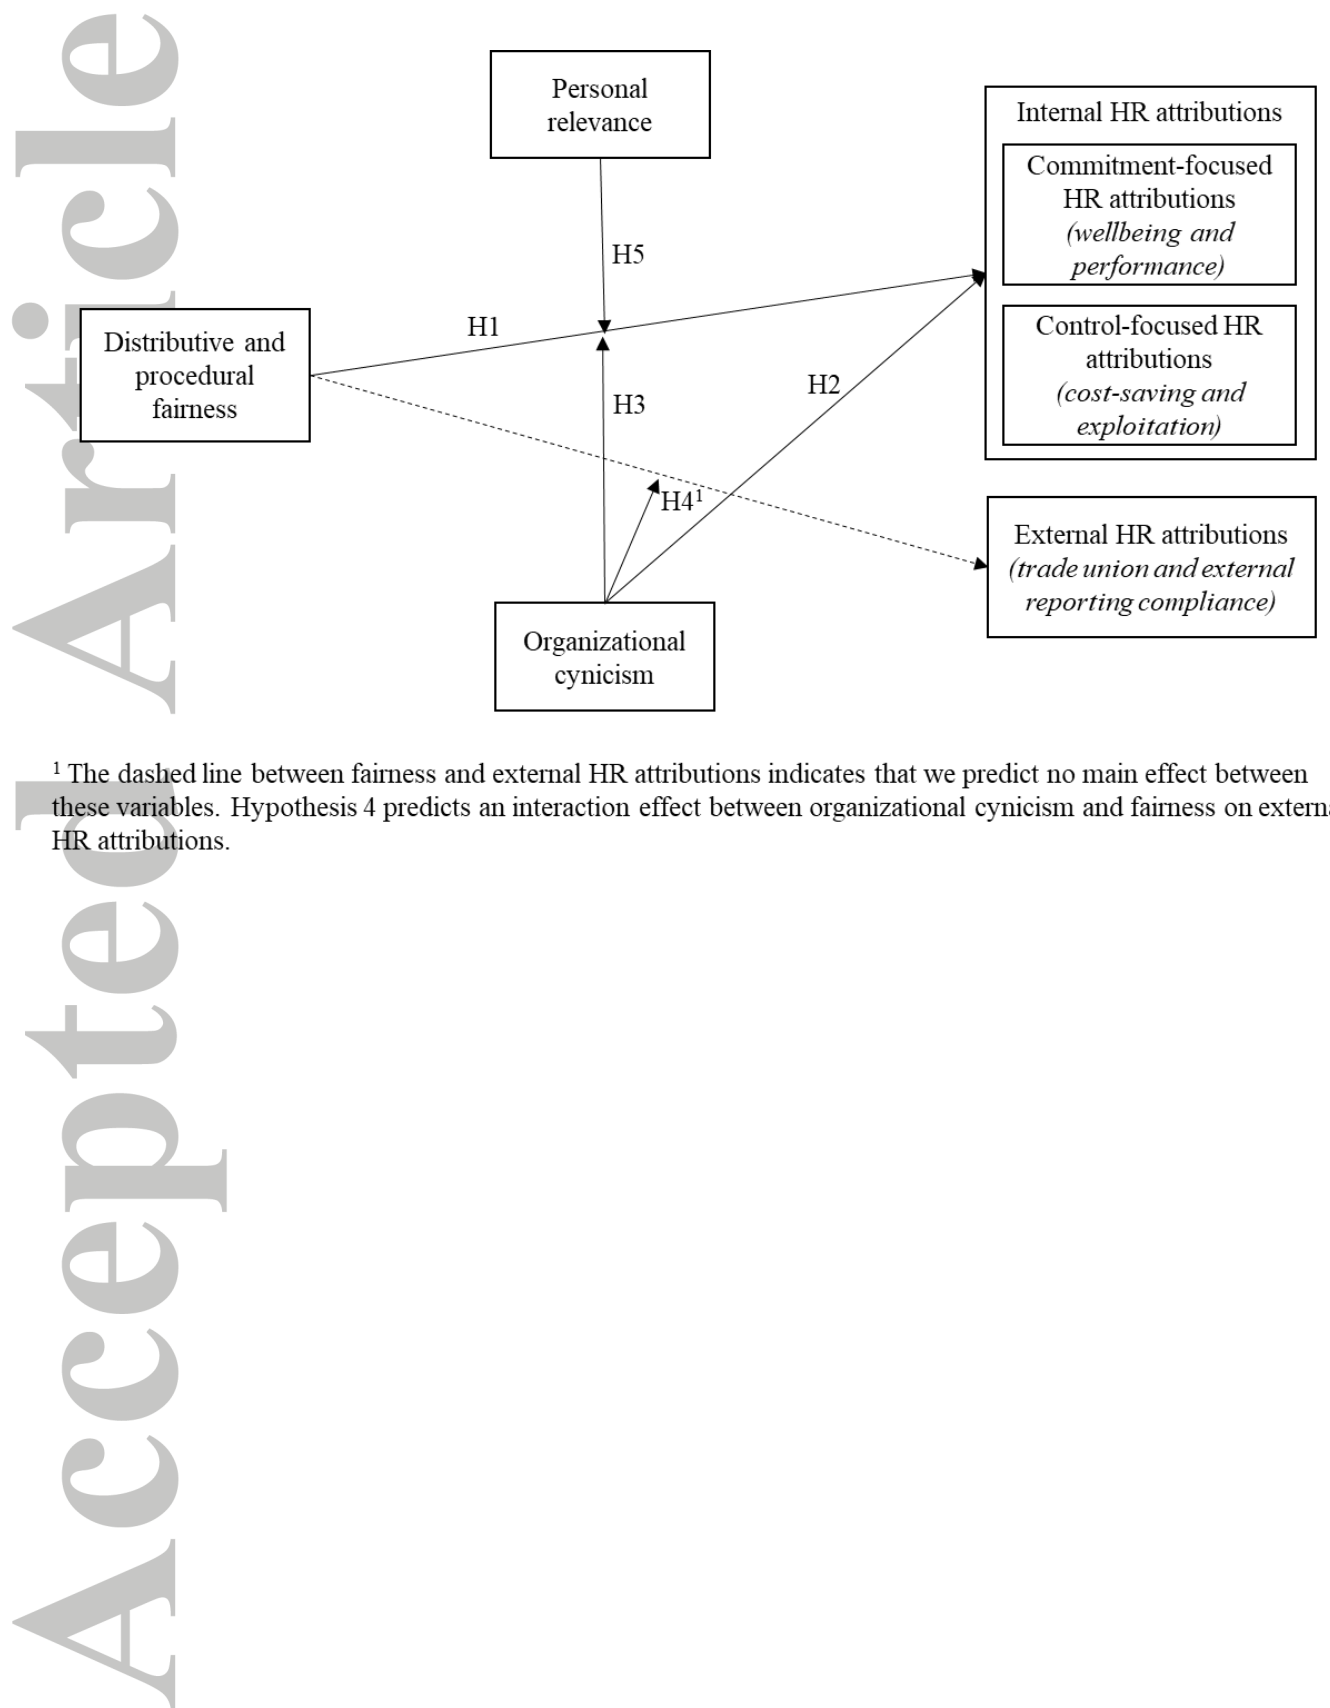 Personal
relevance
Internal HR attributions
Commitment-focused
HR attributions
(wellbeing and
performance)
H5
H1
Distributive and
procedural
fairness
Control-focused HR
attributions
(cost-saving and
exploitation)
H2
H3
H4¹
External HR attributions
(trade union and external
reporting compliance)
Organizational
cynicism
¹ The dashed line between fairness and external HR attributions indicates that we predict no main effect between
these variables. Hypothesis 4 predicts an interaction effect between organizational cynicism and fairness on externa
HR attributions.
Accepted Article